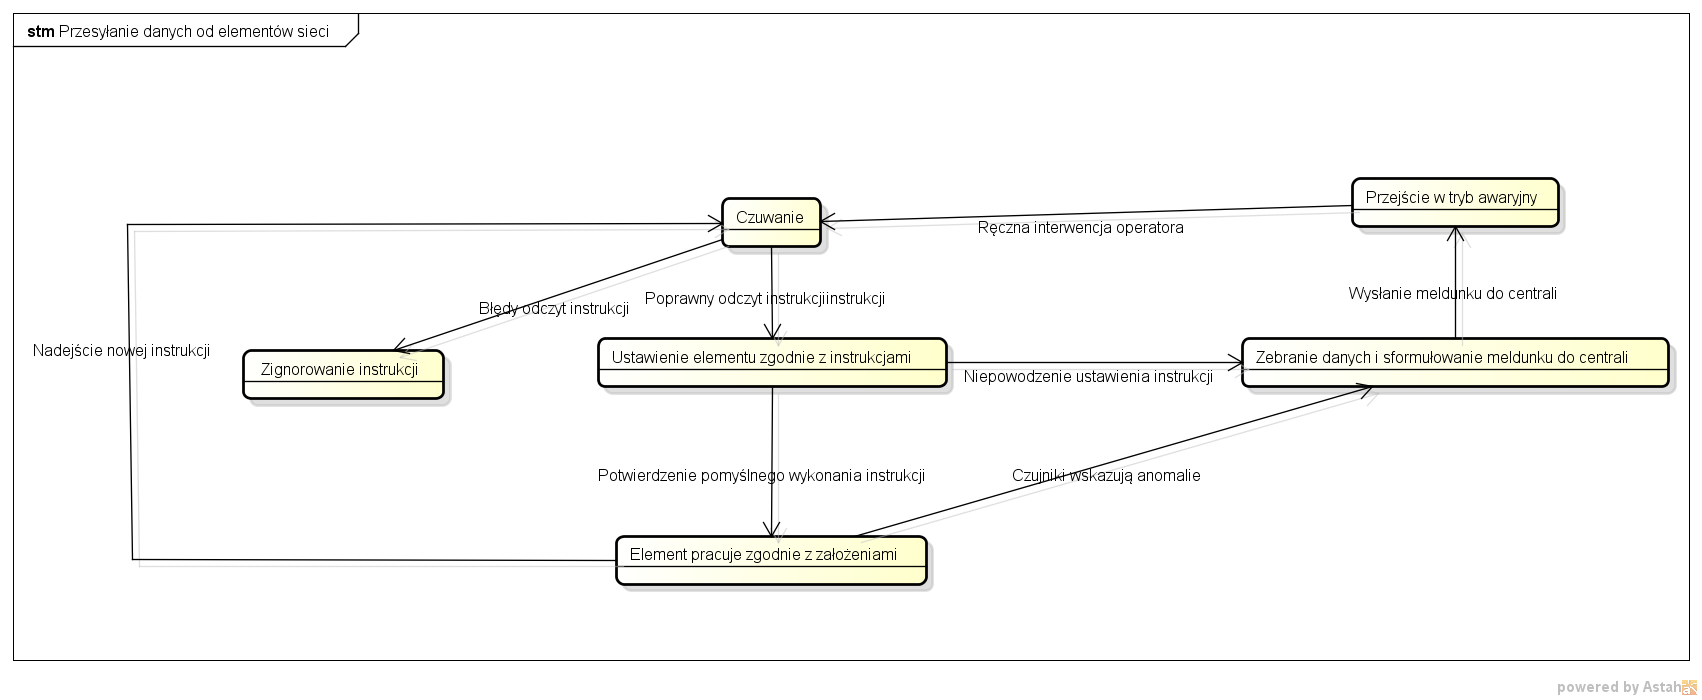 stm Przesyłanie danych od elementów sieci
Przejście w tryb awaryjny
Czuwanie
Ręczna interwencja operatora
Wysłanie meldunku do centrali
Poprawny odczyt instrukcjiinstrukcji
Błędy odczyt instrukcji
Nadejście nowej instrukcji
Zignorowanie instrukcji
Ustawienie elementu zgodnie z instrukcjami
Zebranie danych i sformułowanie meldunku do centrali
Niepowodzenie ustawienia instrukcji
Potwierdzenie pomyślnego wykonania instrukcji
Czujniki wskazują anomalie
Element pracuje zgodnie z założeniami
powered by Astah